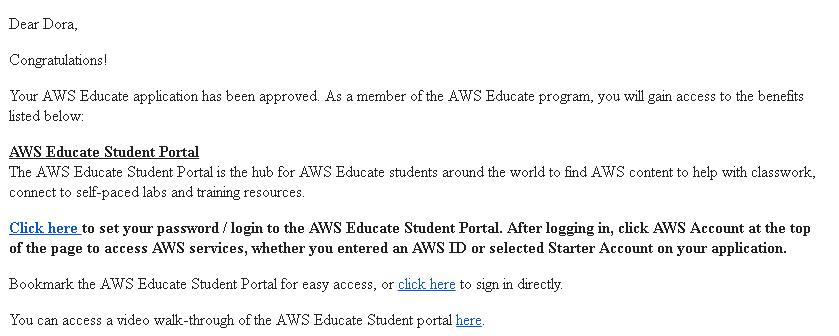 Dear Dora,
Congratulations!
Your AWS Educate application has been approved. As a member of the AWS Educate program, you will gain access to the benefits
listed below:
AWS Educate Student Portal
The AWS Educate Student Portal is the hub for AWS Educate students around the world to find AWS content to help with classwork,
connect to self-paced labs and training resources.
Click here to set your password / login to the AWS Educate Student Portal. After logging in, click AWS Account at the top
of the page to access AWS services, whether you entered an AWS ID or selected Starter Account on your application.
Bookmark the AWS Educate Student Portal for easy access, or click here to sign in directly.
You can access a video walk-through of the AWS Educate Student portal here.